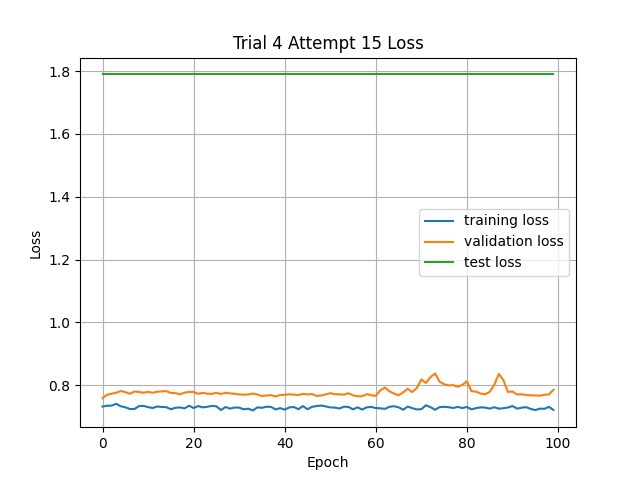 Trial 4 Attempt 15 Loss
1.8
1.6
1.4
1.2
1.0
0.8
Loss
training loss
validation loss
test loss
0 20 40 60 80 100
Epoch